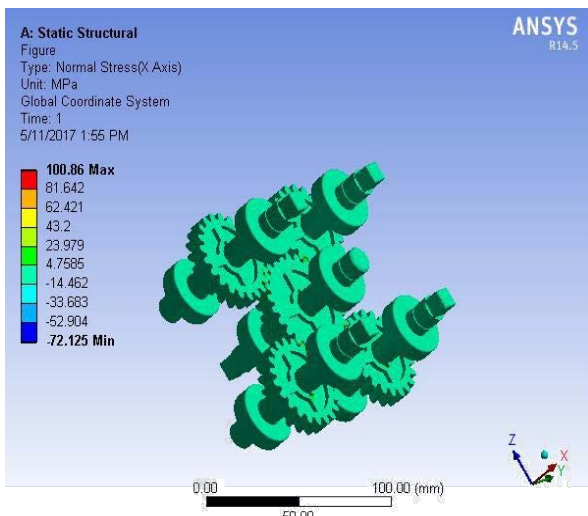 A: Static Structural
Figure
Type: Normal Stress(X Axis)
Unit: MPa
Global Coordinate System
Time: 1
5/11/2017 1:55 PM
ANSYS
R14.5
100.86 Max
81.642
62.421
43.2
23.979
4.7585
-14.462
-33.683
-52.904
-72.125 Min
Z
X
Y
0.00 100.00 (mm)
50.00